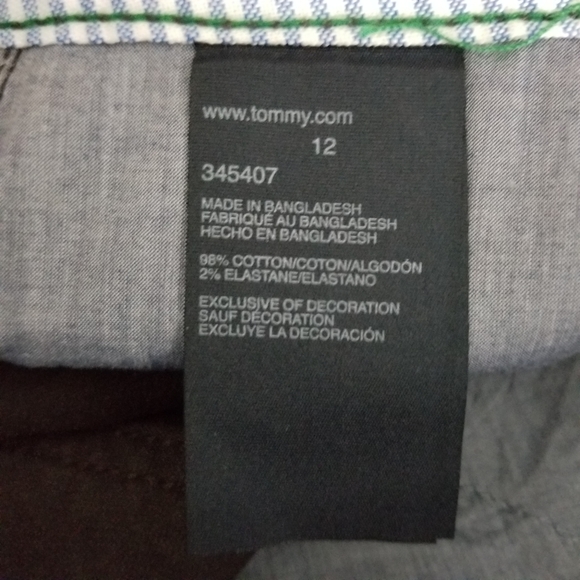 www.tommy.com
12
345407
MADE IN BANGLADESH
FABRIQUÉ AU BANGLADESH
HECHO EN BANGLADESH
98% COTTON/COTON/ALGODÓN
2% ELASTANE/ELASTANO
EXCLUSIVE OF DECORATION
SAUF DÉCORATION
EXCLUYE LA DECORACIÓN